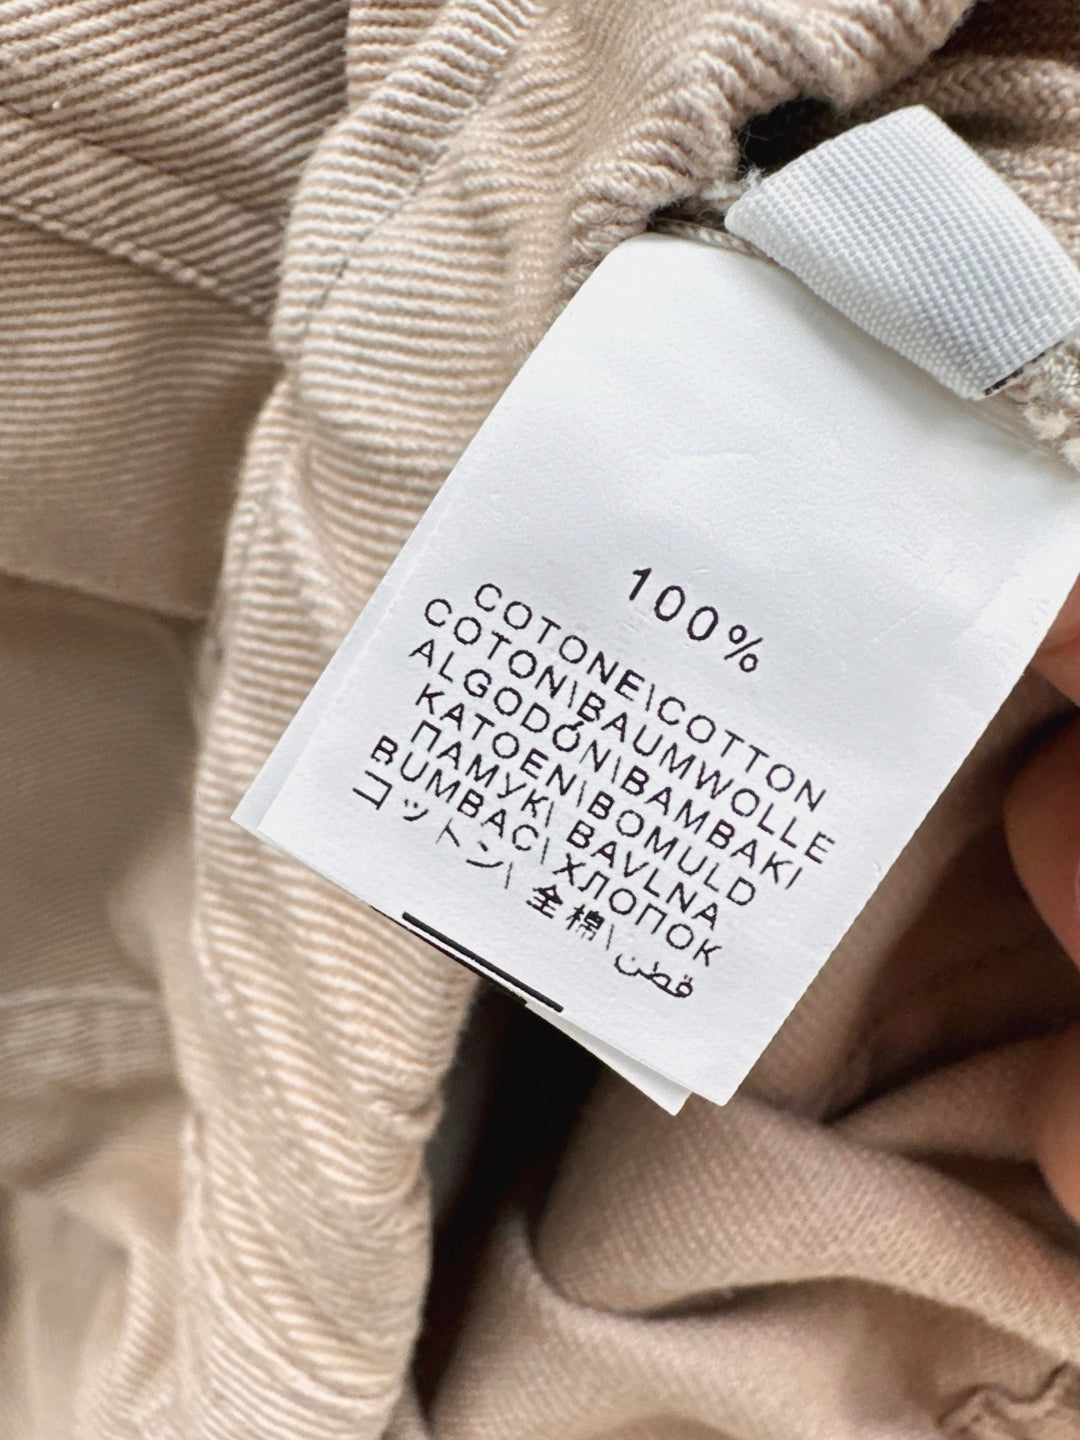 100%
COTONE\COTTON
COTON\BAUMWOLLE
ALGODÓN\BAMBAKI
KATOEN\BOMULD
ПАМУК\ BAVLNA
BUMBAC\ ХЛОПОК
コットン\ 全棉\ قطن